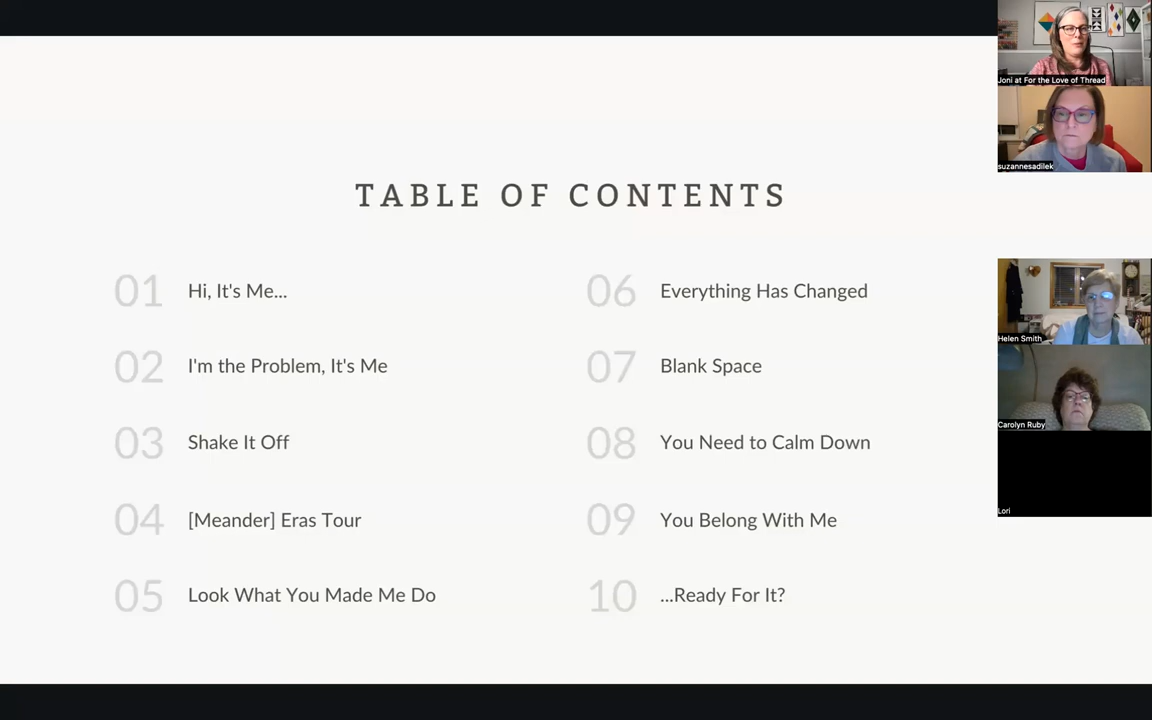 TABLE OF CONTENTS
01 Hi, It's Me...
02 I'm the Problem, It's Me
03 Shake It Off
04 [Meander] Eras Tour
05 Look What You Made Me Do
06 Everything Has Changed
07 Blank Space
08 You Need to Calm Down
09 You Belong With Me
10 ...Ready For It?
Joni at For the Love of Thread
suzannesadilek
Helen Smith
Carolyn Ruby
Lori